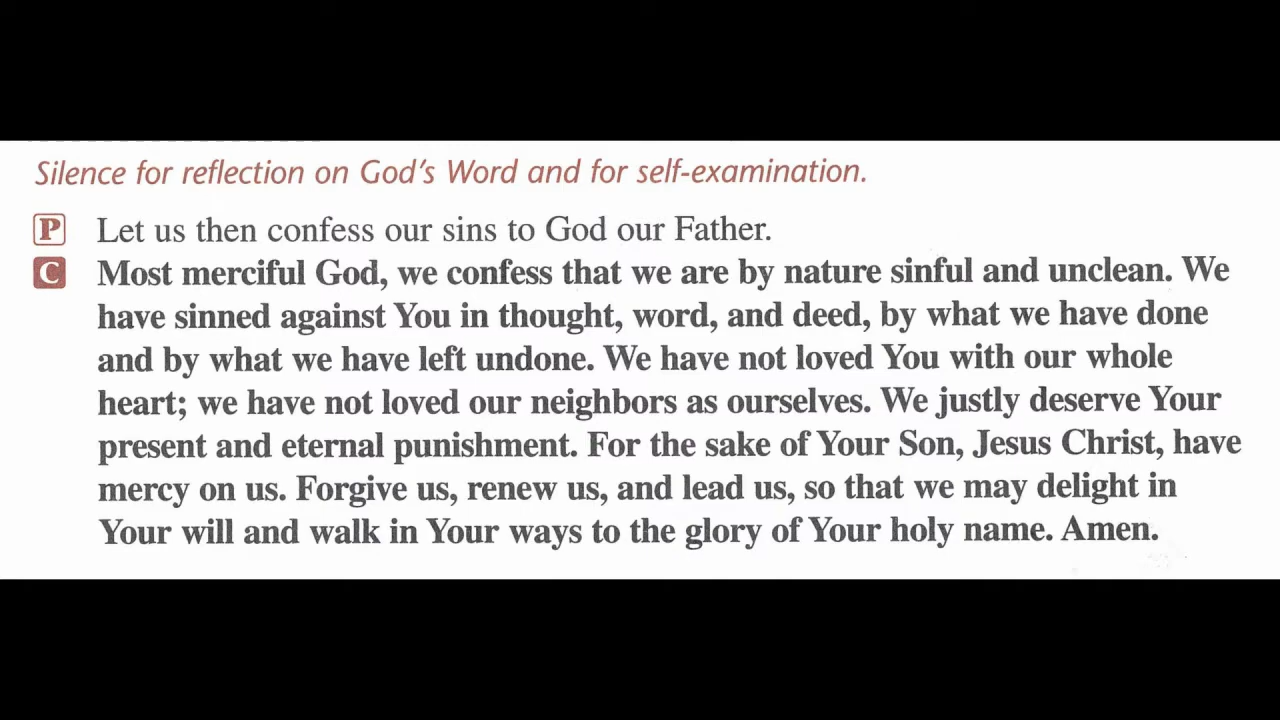 Silence for reflection on God's Word and for self-examination.
P Let us then confess our sins to God our Father.
C Most merciful God, we confess that we are by nature sinful and unclean. We
have sinned against You in thought, word, and deed, by what we have done
and by what we have left undone. We have not loved You with our whole
heart; we have not loved our neighbors as ourselves. We justly deserve Your
present and eternal punishment. For the sake of Your Son, Jesus Christ, have
mercy on us. Forgive us, renew us, and lead us, so that we may delight in
Your will and walk in Your ways to the glory of Your holy name. Amen.